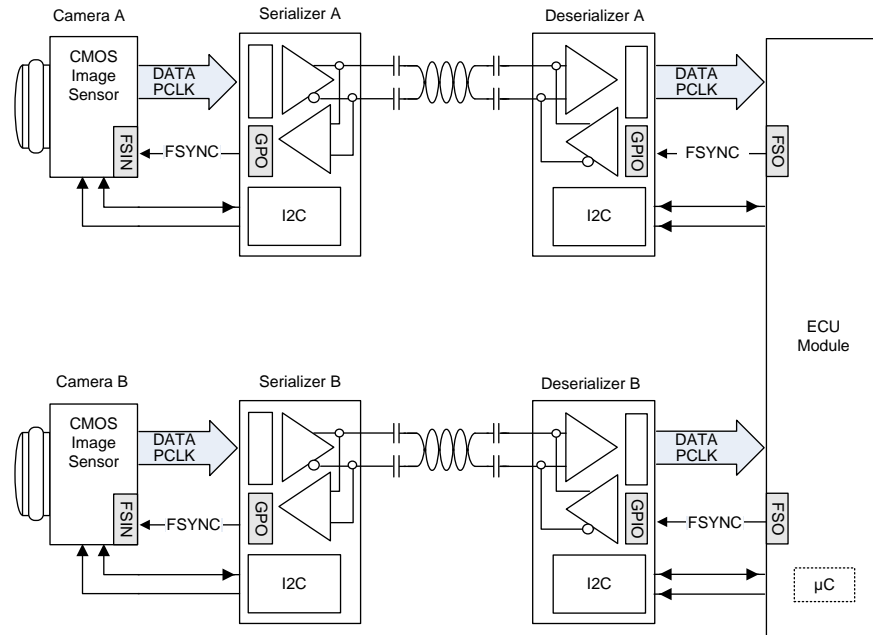 Camera A
Serializer A
Deserializer A
CMOS
Image
Sensor
DATA
PCLK
DATA
PCLK
FSIN
FSYNC
GPO
GPIO
FSYNC
FSO
I2C
I2C
ECU
Module
Camera B
Serializer B
Deserializer B
CMOS
Image
Sensor
DATA
PCLK
DATA
PCLK
FSIN
FSYNC
GPO
GPIO
FSYNC
FSO
I2C
I2C
µC